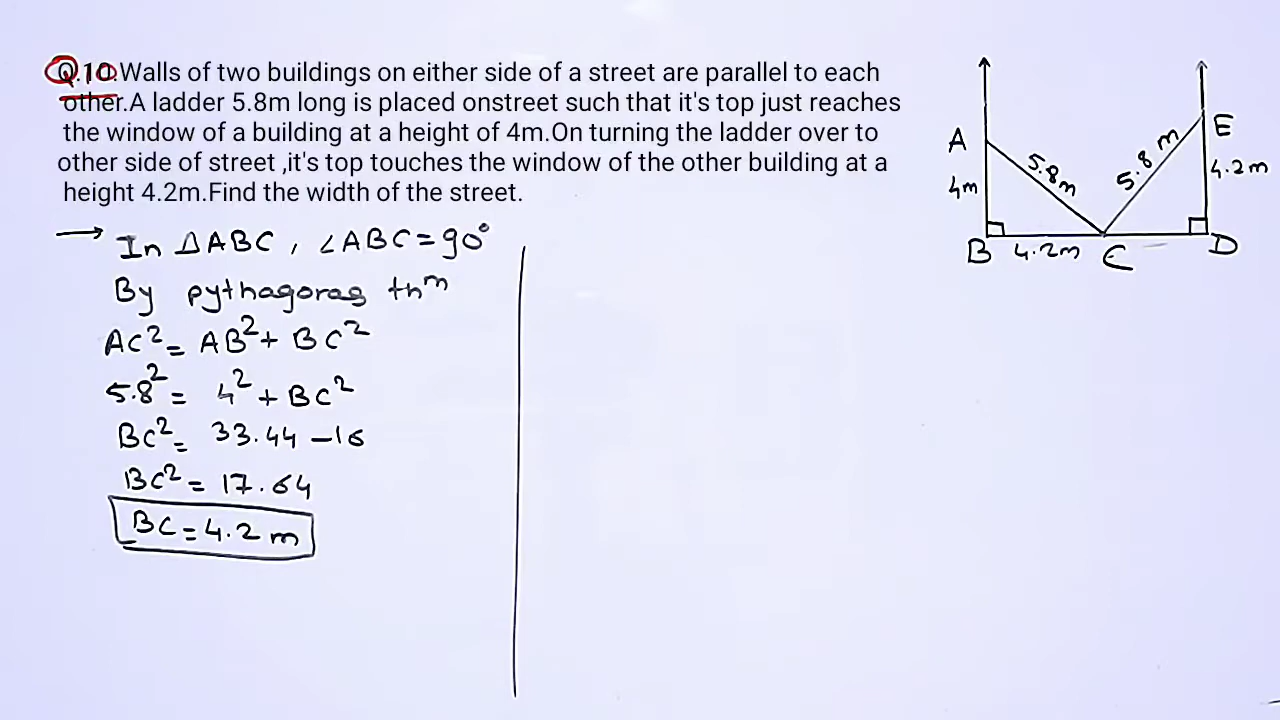 Q.10.Walls of two buildings on either side of a street are parallel to each
other.A ladder 5.8m long is placed onstreet such that it's top just reaches
the window of a building at a height of 4m.On turning the ladder over to
other side of street ,it's top touches the window of the other building at a
height 4.2m.Find the width of the street.
→ In △ABC, ∠ABC=90°
By pythagoras thm
AC²= AB²+ BC²
5.8²= 4²+BC²
BC²= 33.44 -16
BC²= 17.64
BC=4.2 m
A
E
5.8m
5.8 m
4m
4.2m
B
4.2m
C
D